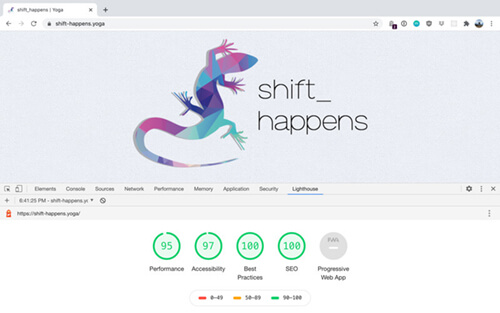 shift_happens | Yoga
shift-happens.yoga
shift_
happens
Elements Console Sources Network Performance Memory Application Security Lighthouse
6:41:25 PM - shift-happens.yo
https://shift-happens.yoga/
95 97 100 100 PWA
Performance Accessibility Best Practices SEO Progressive Web App
0–49 50–89 90–100